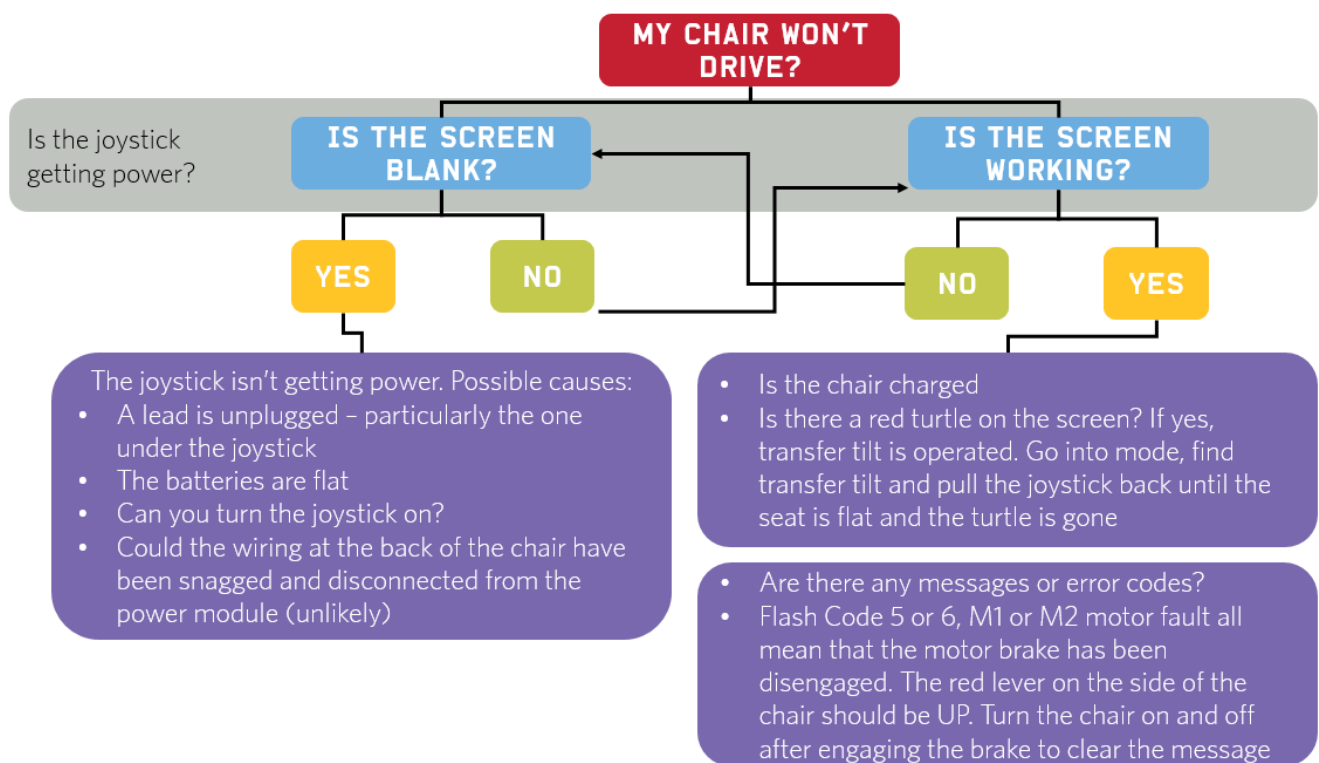 MY CHAIR WON'T
DRIVE?
Is the joystick
getting power?
IS THE SCREEN
BLANK?
IS THE SCREEN
WORKING?
YES
NO
NO
YES
The joystick isn't getting power. Possible causes:
• A lead is unplugged – particularly the one
under the joystick
• The batteries are flat
• Can you turn the joystick on?
• Could the wiring at the back of the chair have
been snagged and disconnected from the
power module (unlikely)
• Is the chair charged
• Is there a red turtle on the screen? If yes,
transfer tilt is operated. Go into mode, find
transfer tilt and pull the joystick back until the
seat is flat and the turtle is gone
• Are there any messages or error codes?
• Flash Code 5 or 6, M1 or M2 motor fault all
mean that the motor brake has been
disengaged. The red lever on the side of the
chair should be UP. Turn the chair on and off
after engaging the brake to clear the message